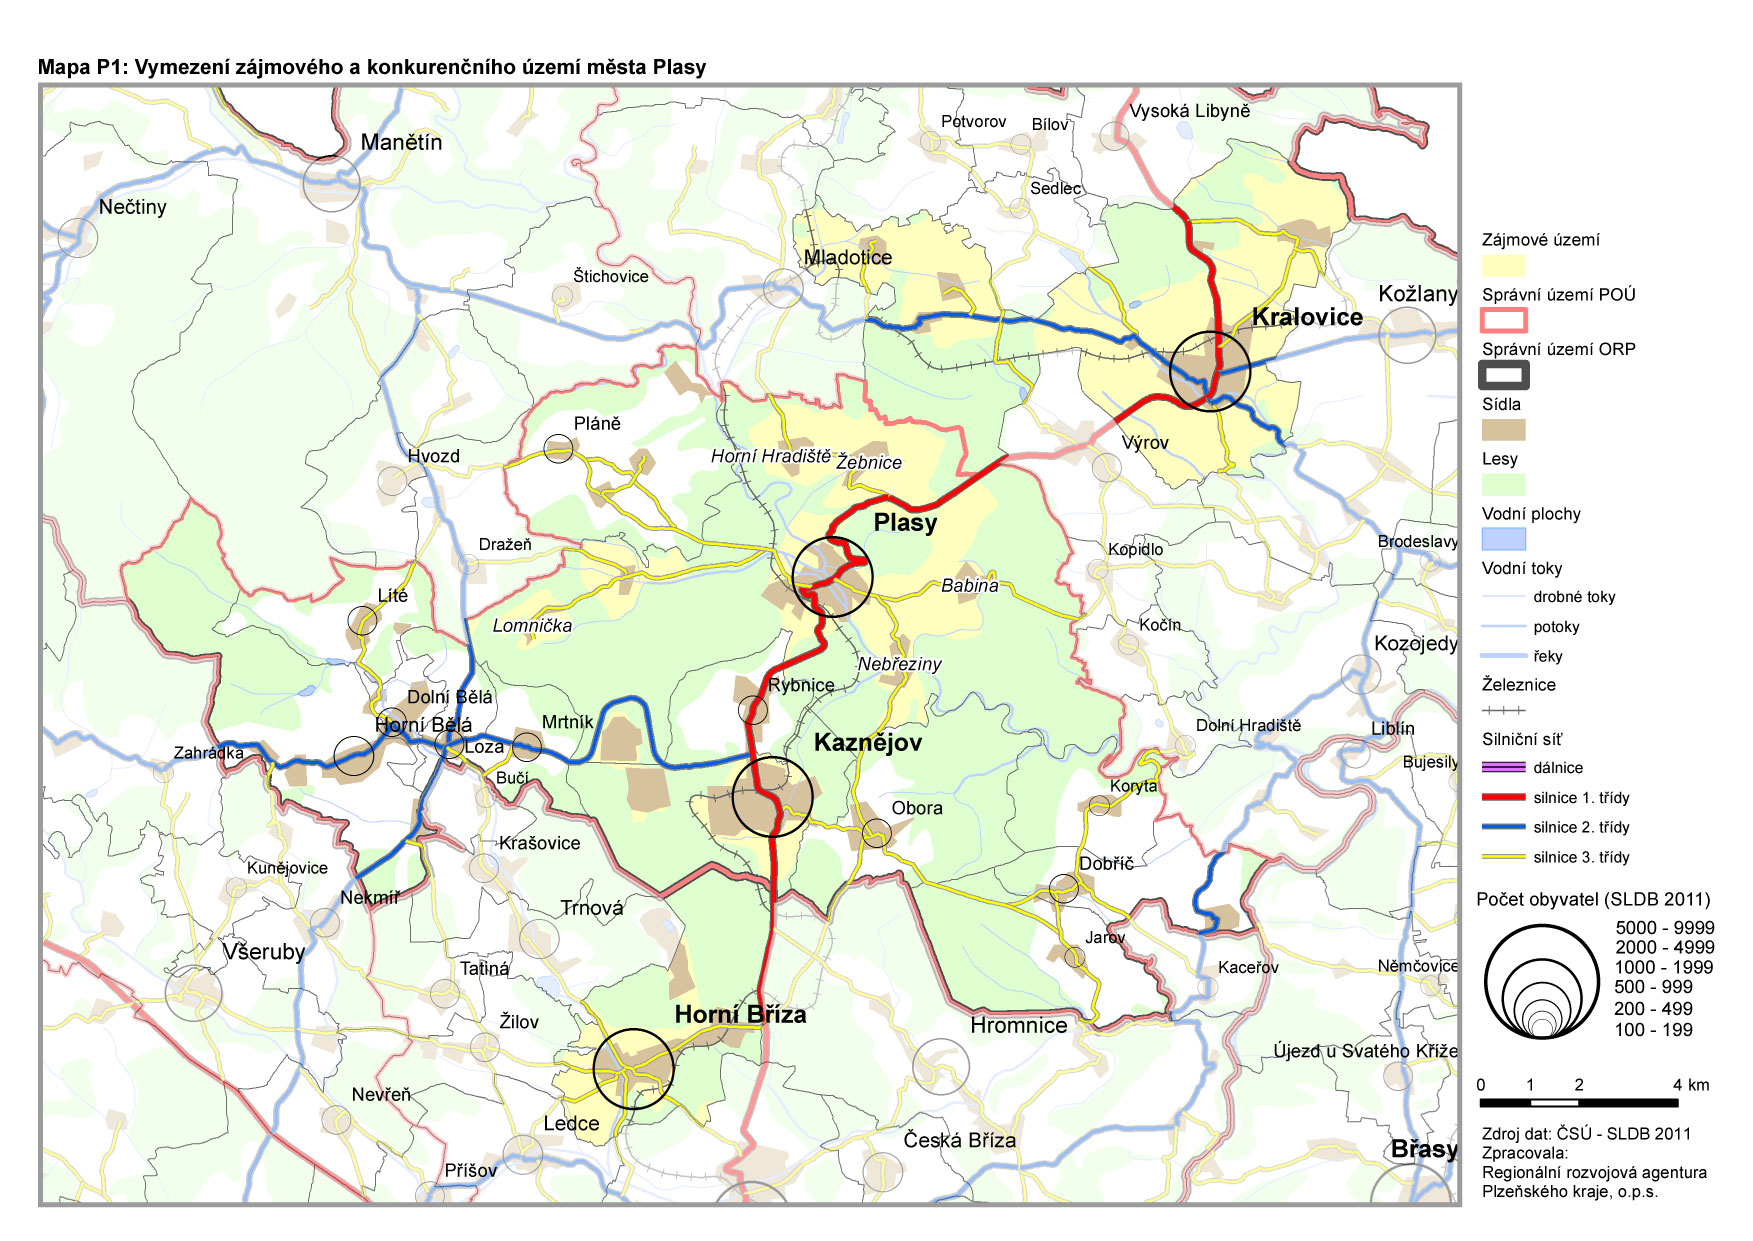 Mapa P1: Vymezení zájmového a konkurenčního území města Plasy
Manětín
Nečtiny
Štichovice
Potvorov
Bílov
Vysoká Libyně
Sedlec
Mladotice
Kožlany
Kralovice
Pláně
Hvozd
Horní Hradiště
Žebnice
Výrov
Plasy
Dražeň
Kopidlo
Brodeslavy
Líté
Lomnička
Babina
Kočín
Kozojedy
Nebřeziny
Rybnice
Dolní Bělá
Horní Bělá
Mrtník
Loza
Zahrádka
Bučí
Kaznějov
Dolní Hradiště
Liblín
Bujesily
Koryta
Obora
Krašovice
Kunějovice
Nekmíř
Dobříč
Trnová
Jarov
Všeruby
Tatiná
Kaceřov
Němčovice
Žilov
Horní Bříza
Hromnice
Újezd u Svatého Kříže
Nevřeň
Ledce
Česká Bříza
Břasy
Příšov
Zájmové území
Správní území POÚ
Správní území ORP
Sídla
Lesy
Vodní plochy
Vodní toky
drobné toky
potoky
řeky
Železnice
Silniční síť
dálnice
silnice 1. třídy
silnice 2. třídy
silnice 3. třídy
Počet obyvatel (SLDB 2011)
5000 - 9999
2000 - 4999
1000 - 1999
500 - 999
200 - 499
100 - 199
0 1 2 4 km
Zdroj dat: ČSÚ - SLDB 2011
Zpracovala:
Regionální rozvojová agentura
Plzeňského kraje, o.p.s.